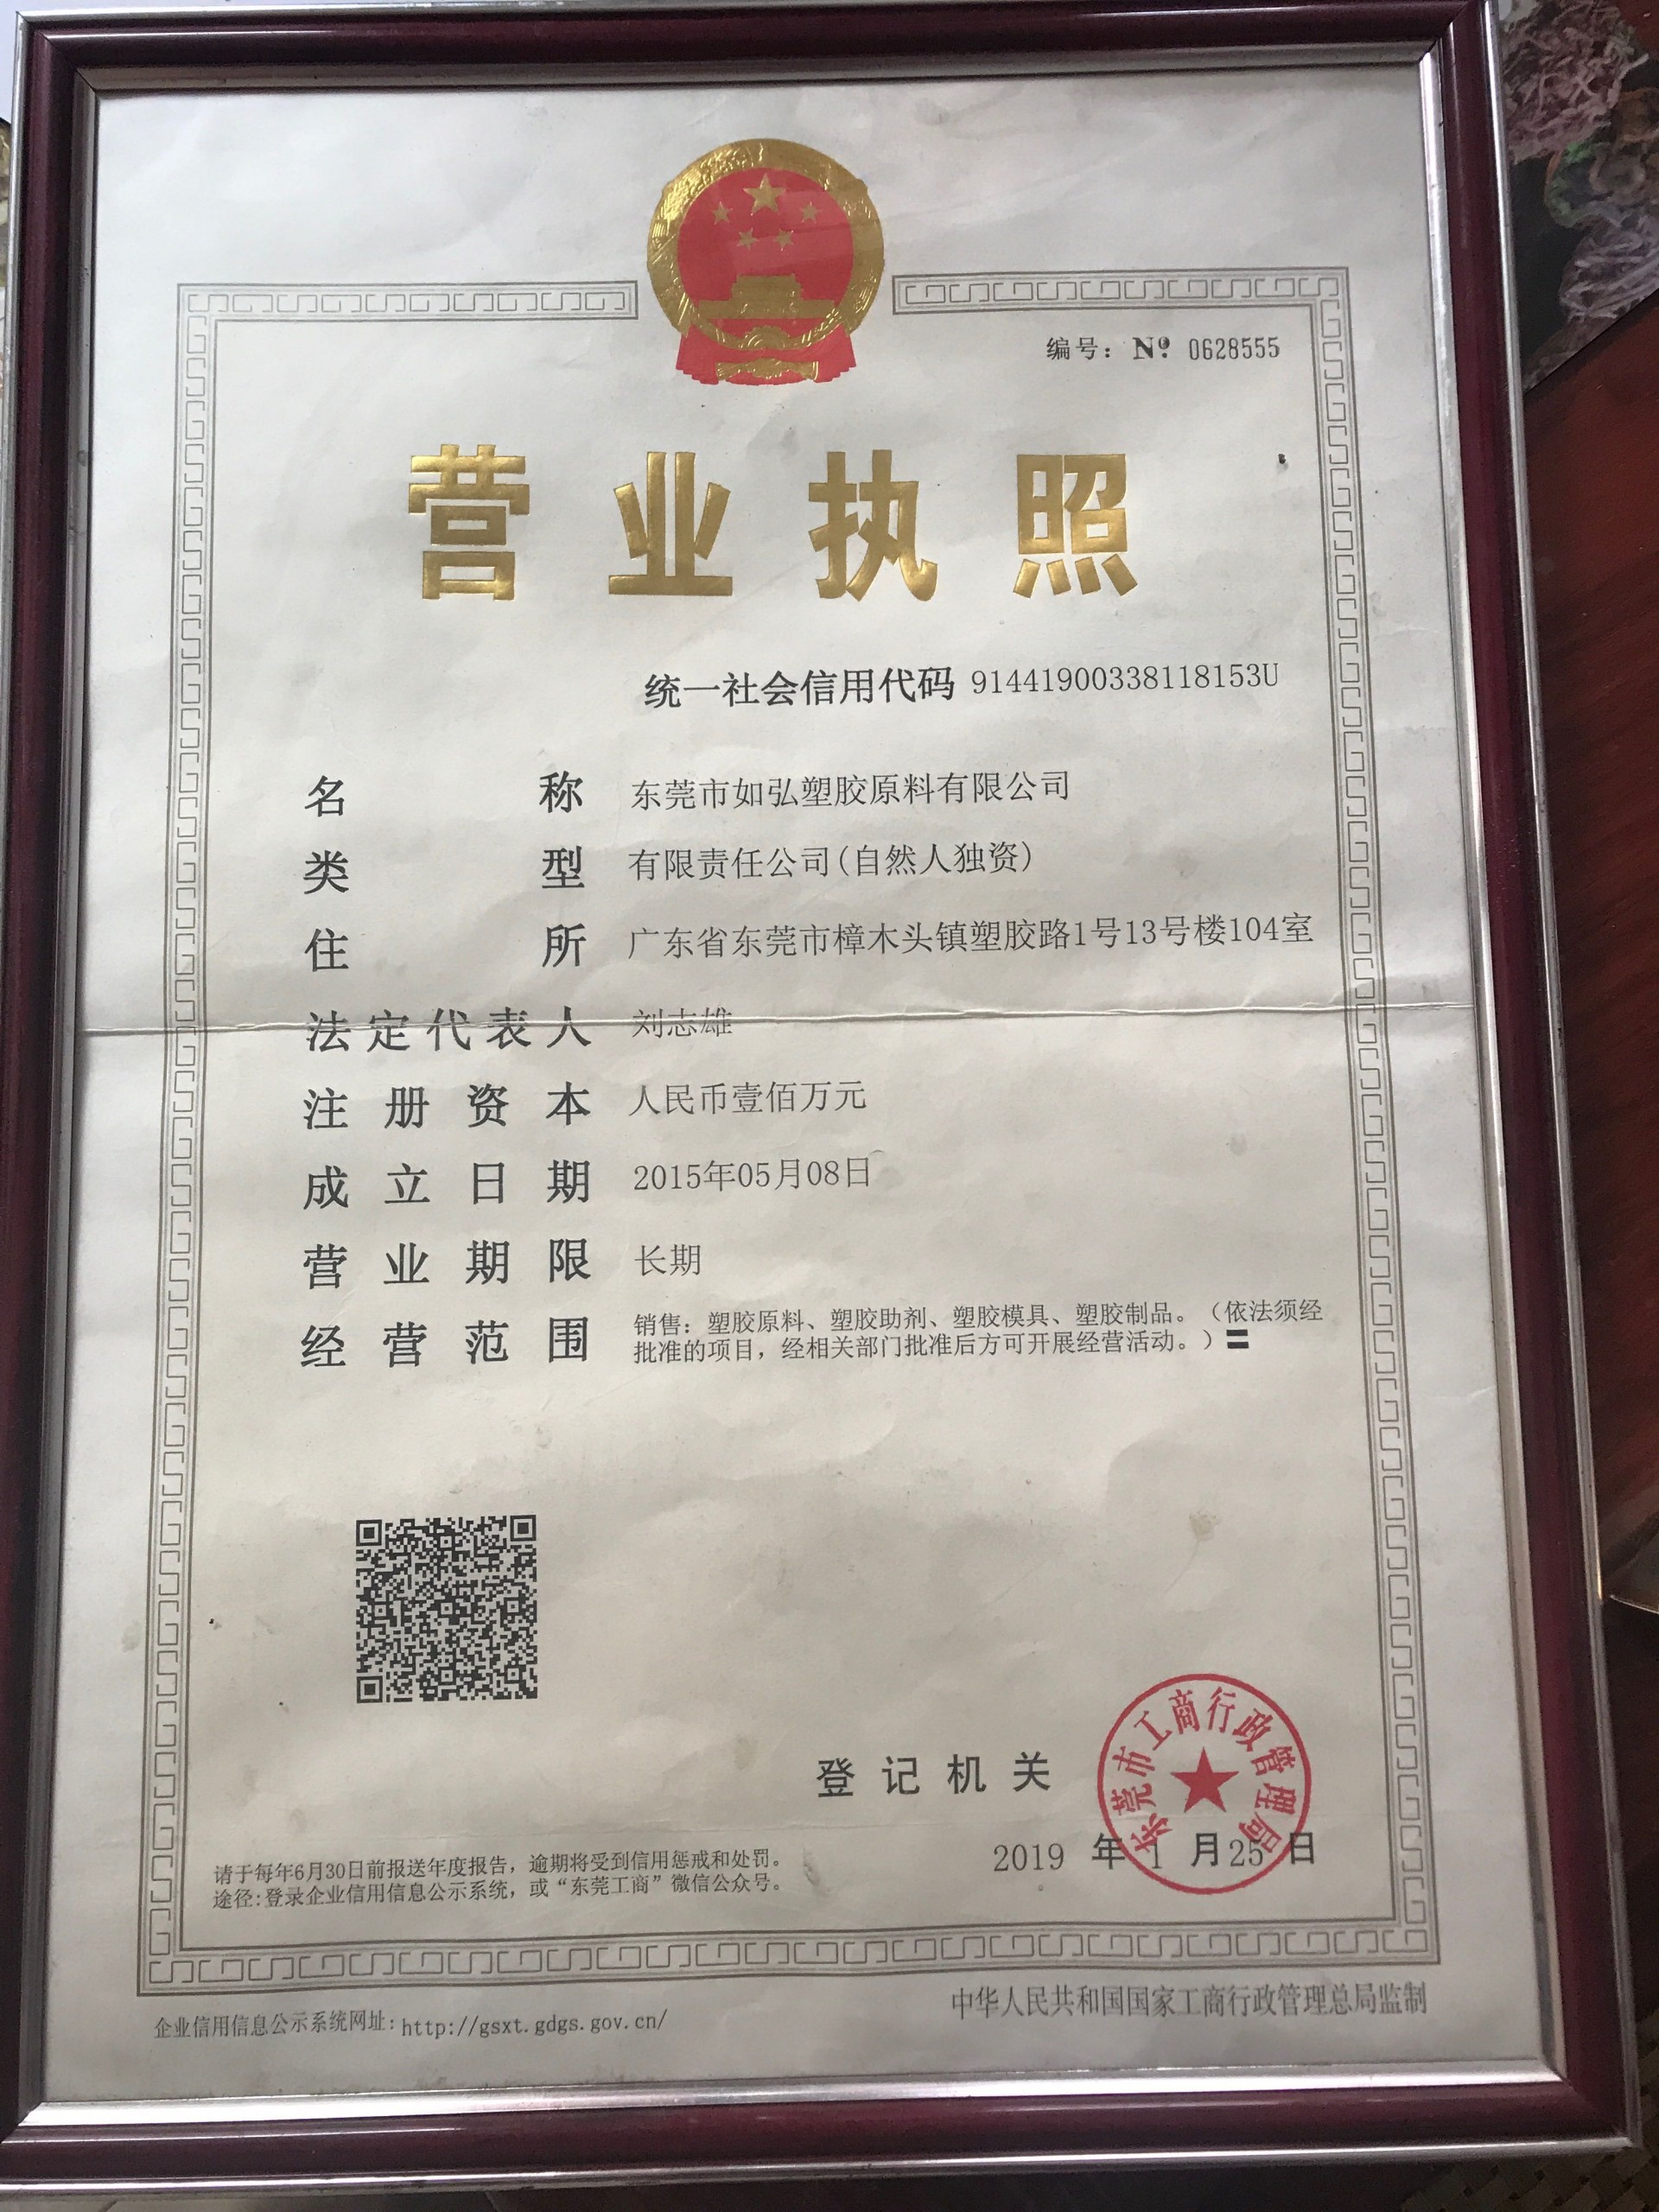 编号: Nº 0628555
营业执照
统一社会信用代码 91441900338118153U
名称 东莞市如弘塑胶原料有限公司
类型 有限责任公司(自然人独资)
住所 广东省东莞市樟木头镇塑胶路1号13号楼104室
法定代表人 刘志雄
注册资本 人民币壹佰万元
成立日期 2015年05月08日
营业期限 长期
经营范围 销售：塑胶原料、塑胶助剂、塑胶模具、塑胶制品。（依法须经
批准的项目，经相关部门批准后方可开展经营活动。）〓
登记机关
东莞市工商行政管理局
2019 年 1 月 25 日
请于每年6月30日前报送年度报告，逾期将受到信用惩戒和处罚。
途径:登录企业信用信息公示系统，或“东莞工商”微信公众号。
企业信用信息公示系统网址: http://gsxt.gdgs.gov.cn/
中华人民共和国国家工商行政管理总局监制